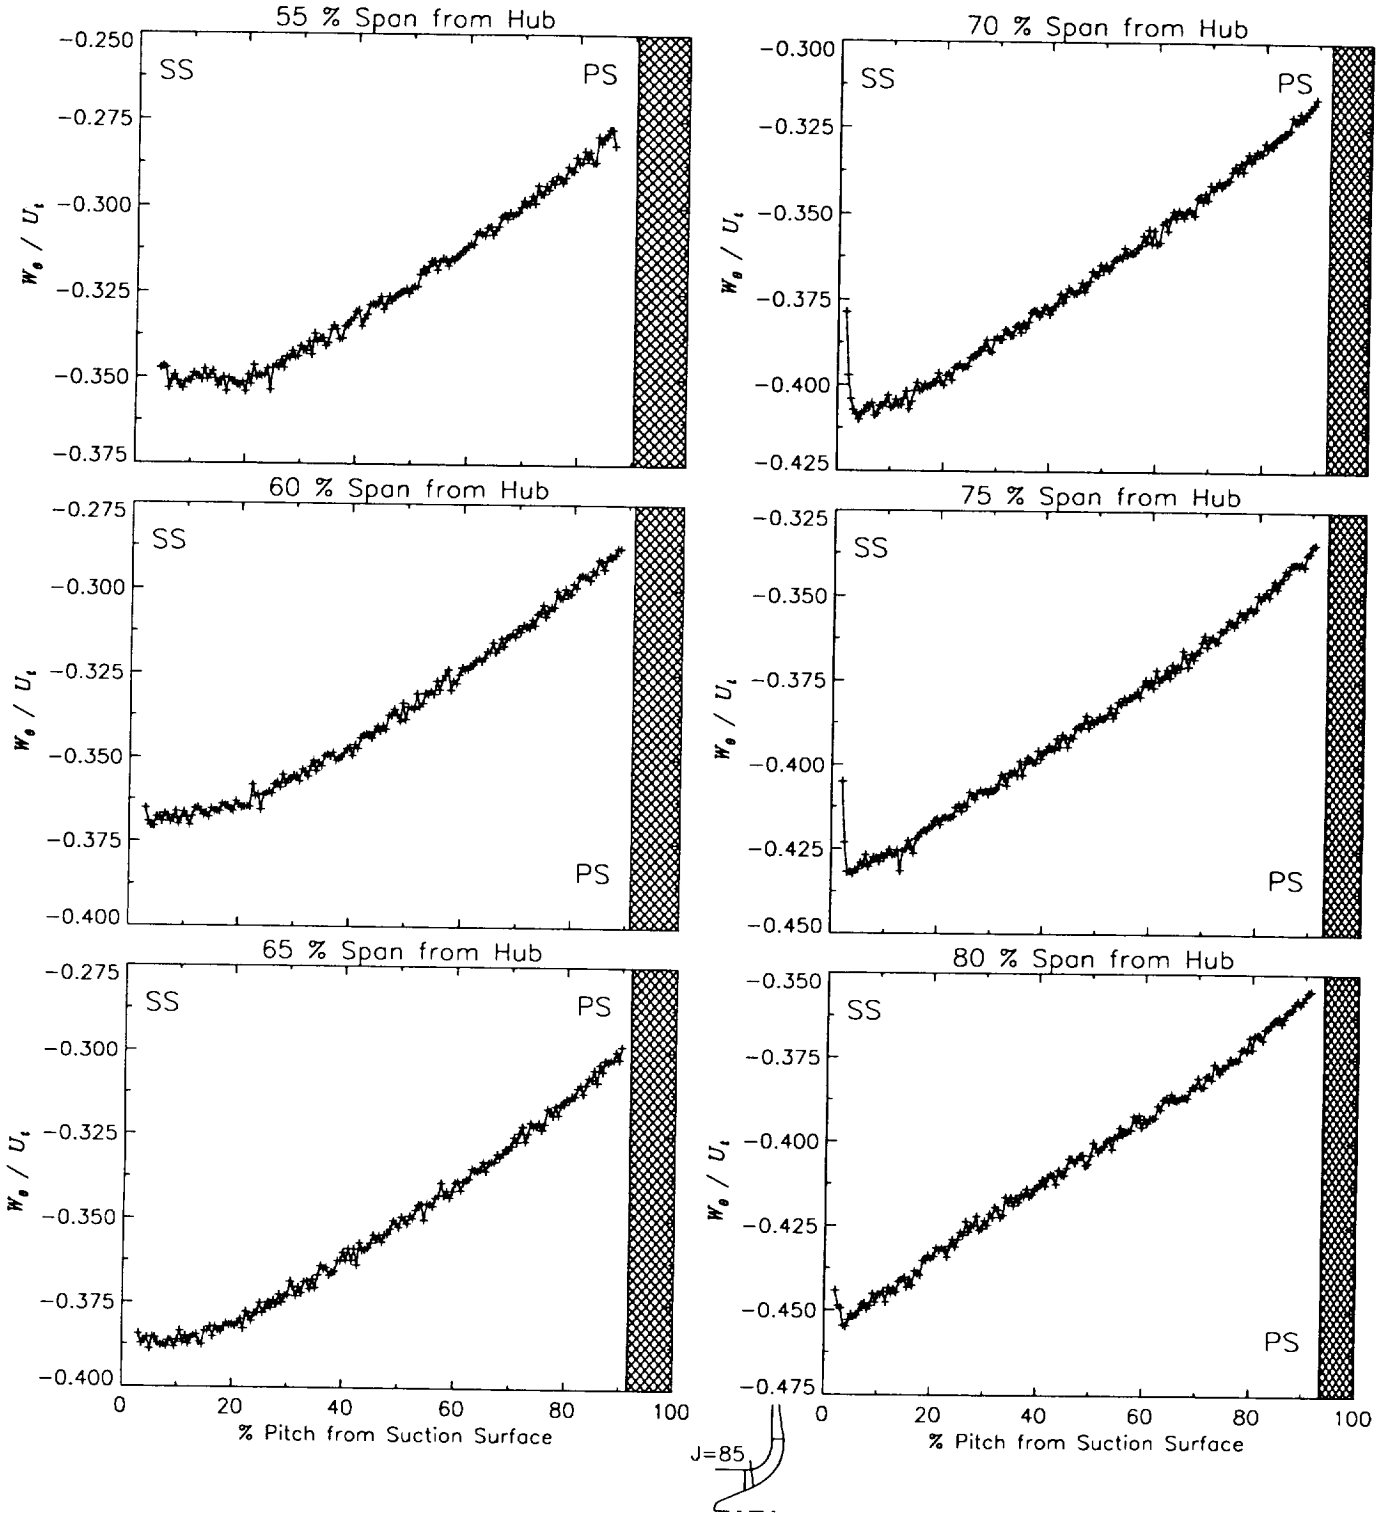 55 % Span from Hub
-0.250
SS
PS
-0.275
-0.300
-0.325
-0.350
-0.375
W_θ / U_t
60 % Span from Hub
-0.275
SS
-0.300
-0.325
-0.350
-0.375
PS
-0.400
W_θ / U_t
65 % Span from Hub
-0.275
SS
PS
-0.300
-0.325
-0.350
-0.375
-0.400
W_θ / U_t
0 20 40 60 80 100
% Pitch from Suction Surface
70 % Span from Hub
-0.300
SS
PS
-0.325
-0.350
-0.375
-0.400
-0.425
W_θ / U_t
75 % Span from Hub
-0.325
SS
-0.350
-0.375
-0.400
-0.425
PS
-0.450
W_θ / U_t
80 % Span from Hub
-0.350
SS
-0.375
-0.400
-0.425
-0.450
PS
-0.475
W_θ / U_t
0 20 40 60 80 100
% Pitch from Suction Surface
J=85